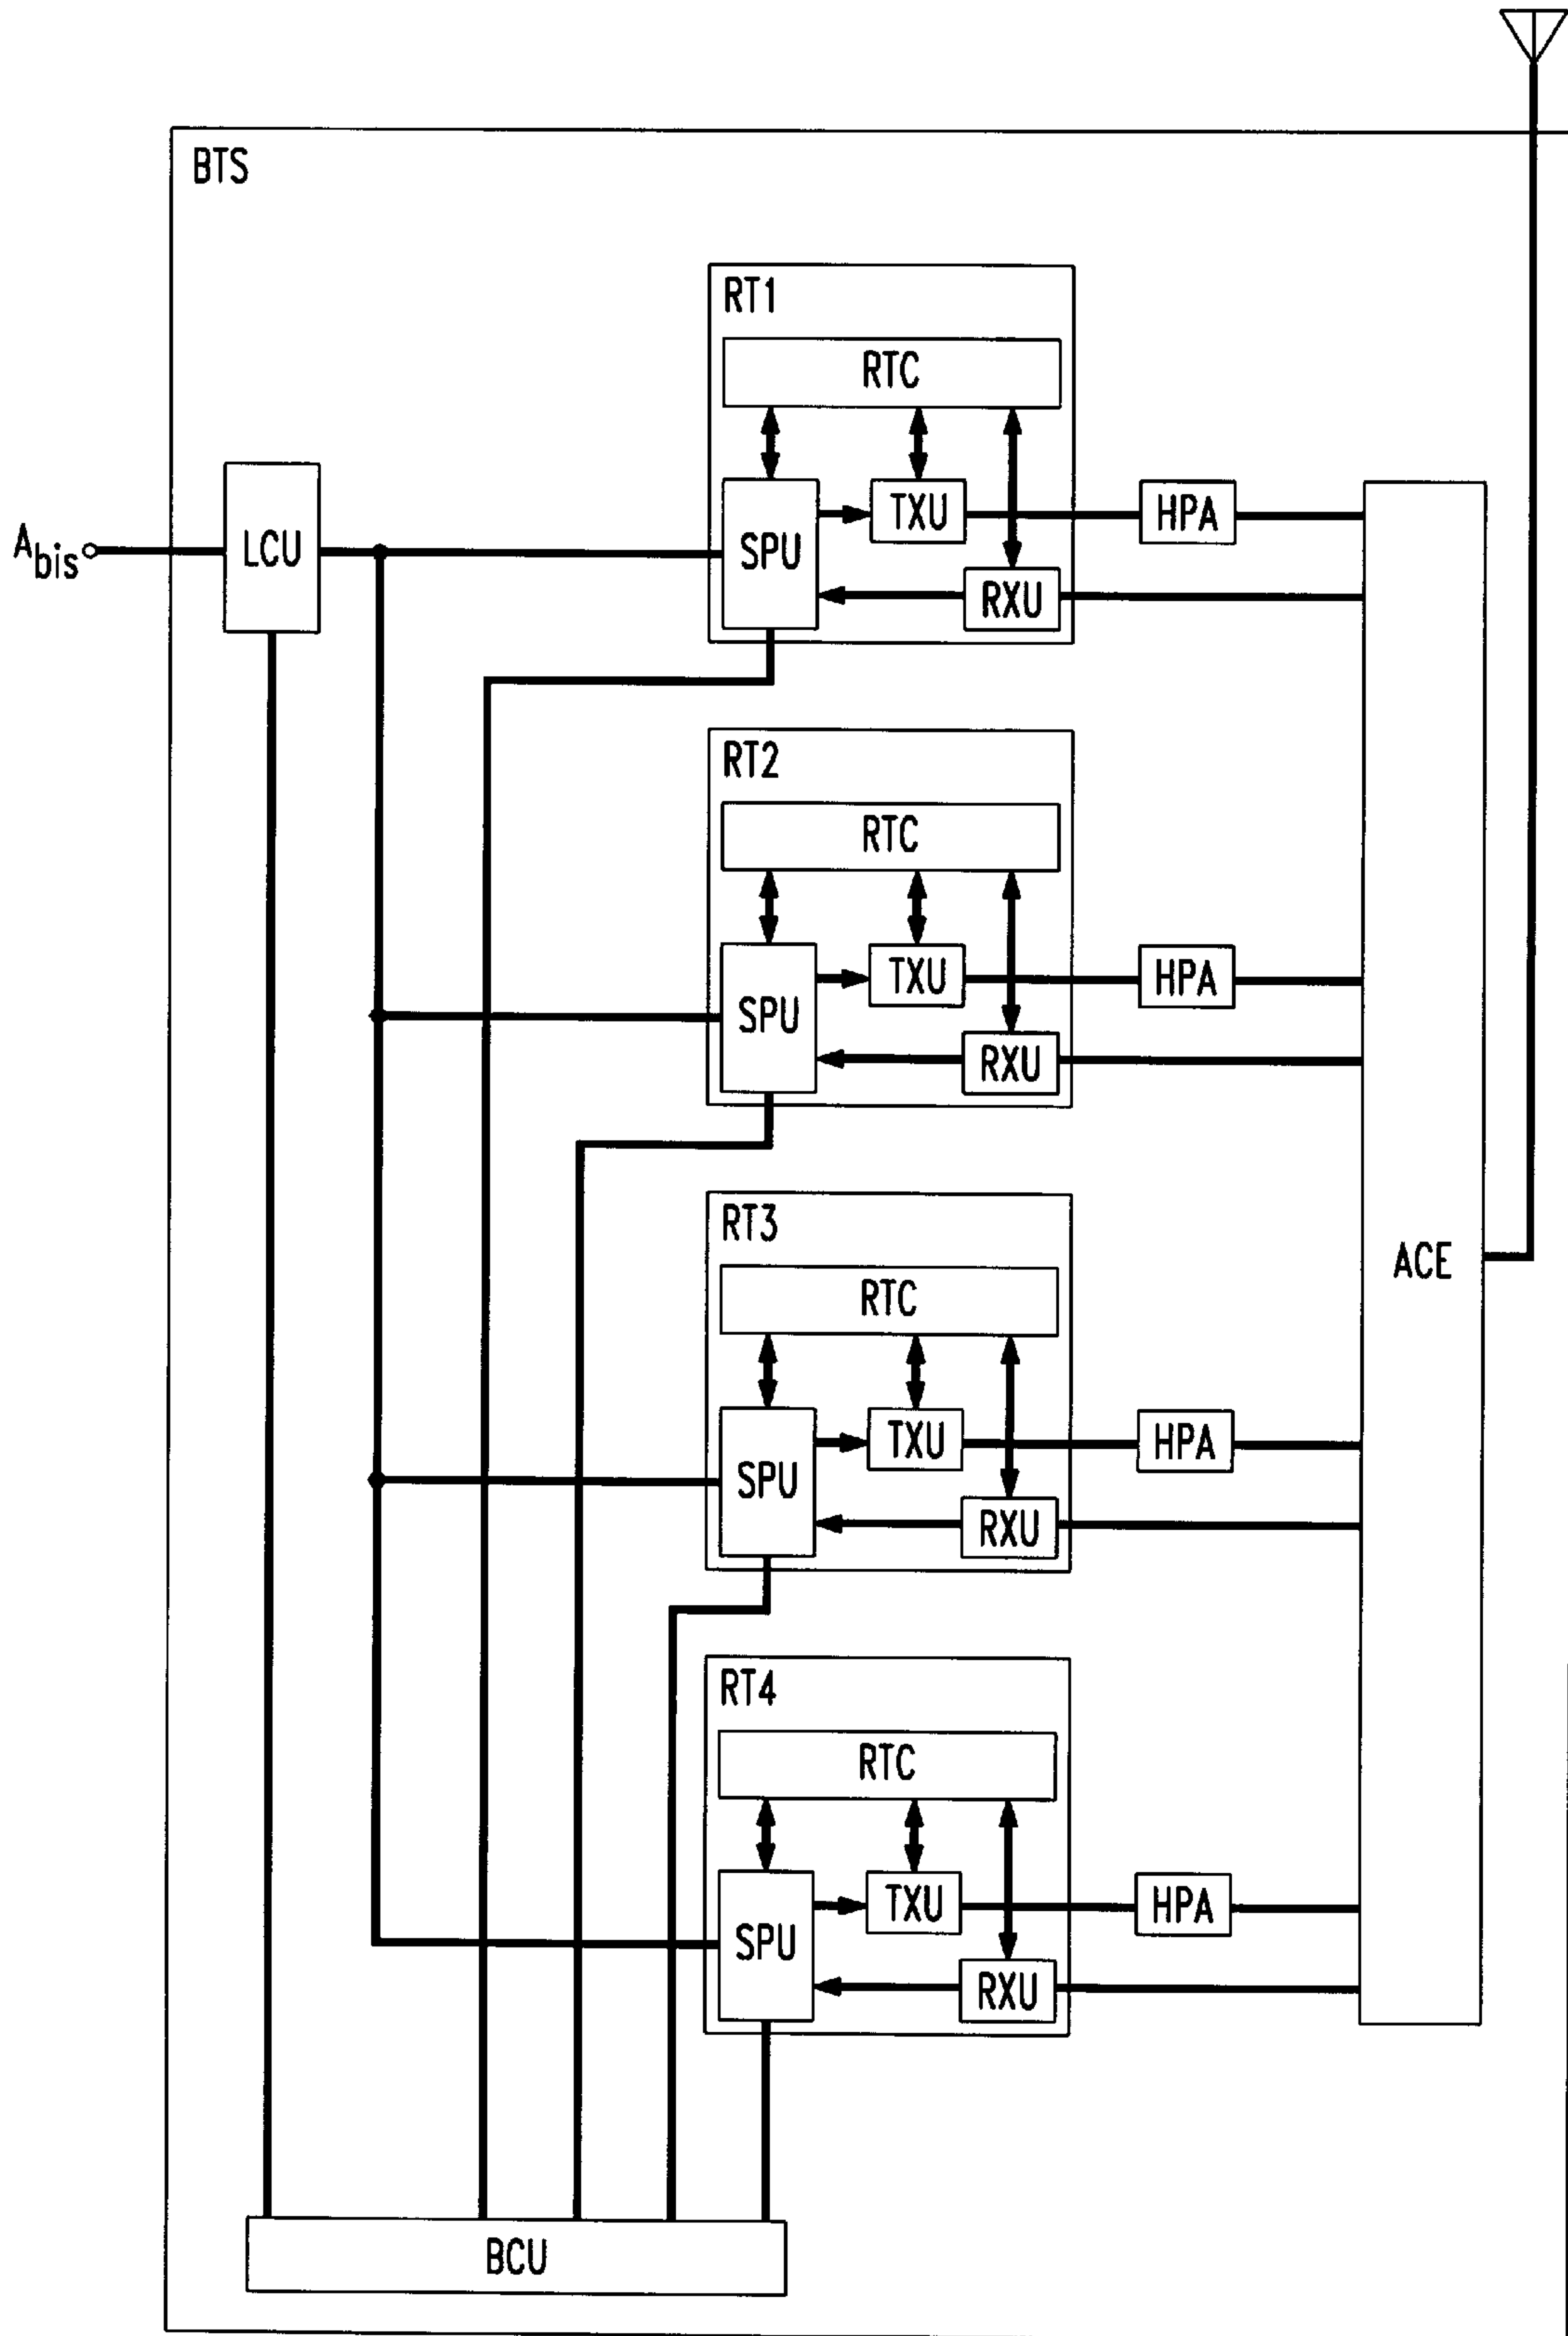 BTS
RT1
RTC
TXU
HPA
A_bis
LCU
SPU
RXU
RT2
RTC
TXU
HPA
SPU
RXU
RT3
RTC
ACE
TXU
HPA
SPU
RXU
RT4
RTC
TXU
HPA
SPU
RXU
BCU